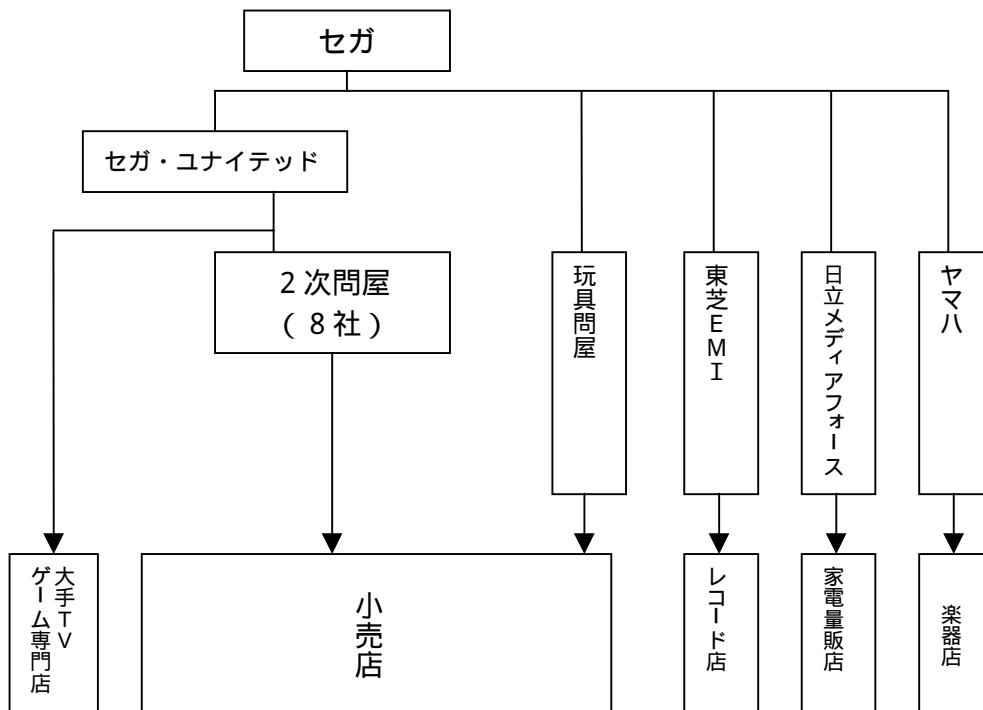 セガ
セガ・ユナイテッド
2次問屋
(8社)
玩具問屋
東芝EMI
日立メディアフォース
ヤマハ
大手TV
ゲーム専門店
小売店
レコード店
家電量販店
楽器店